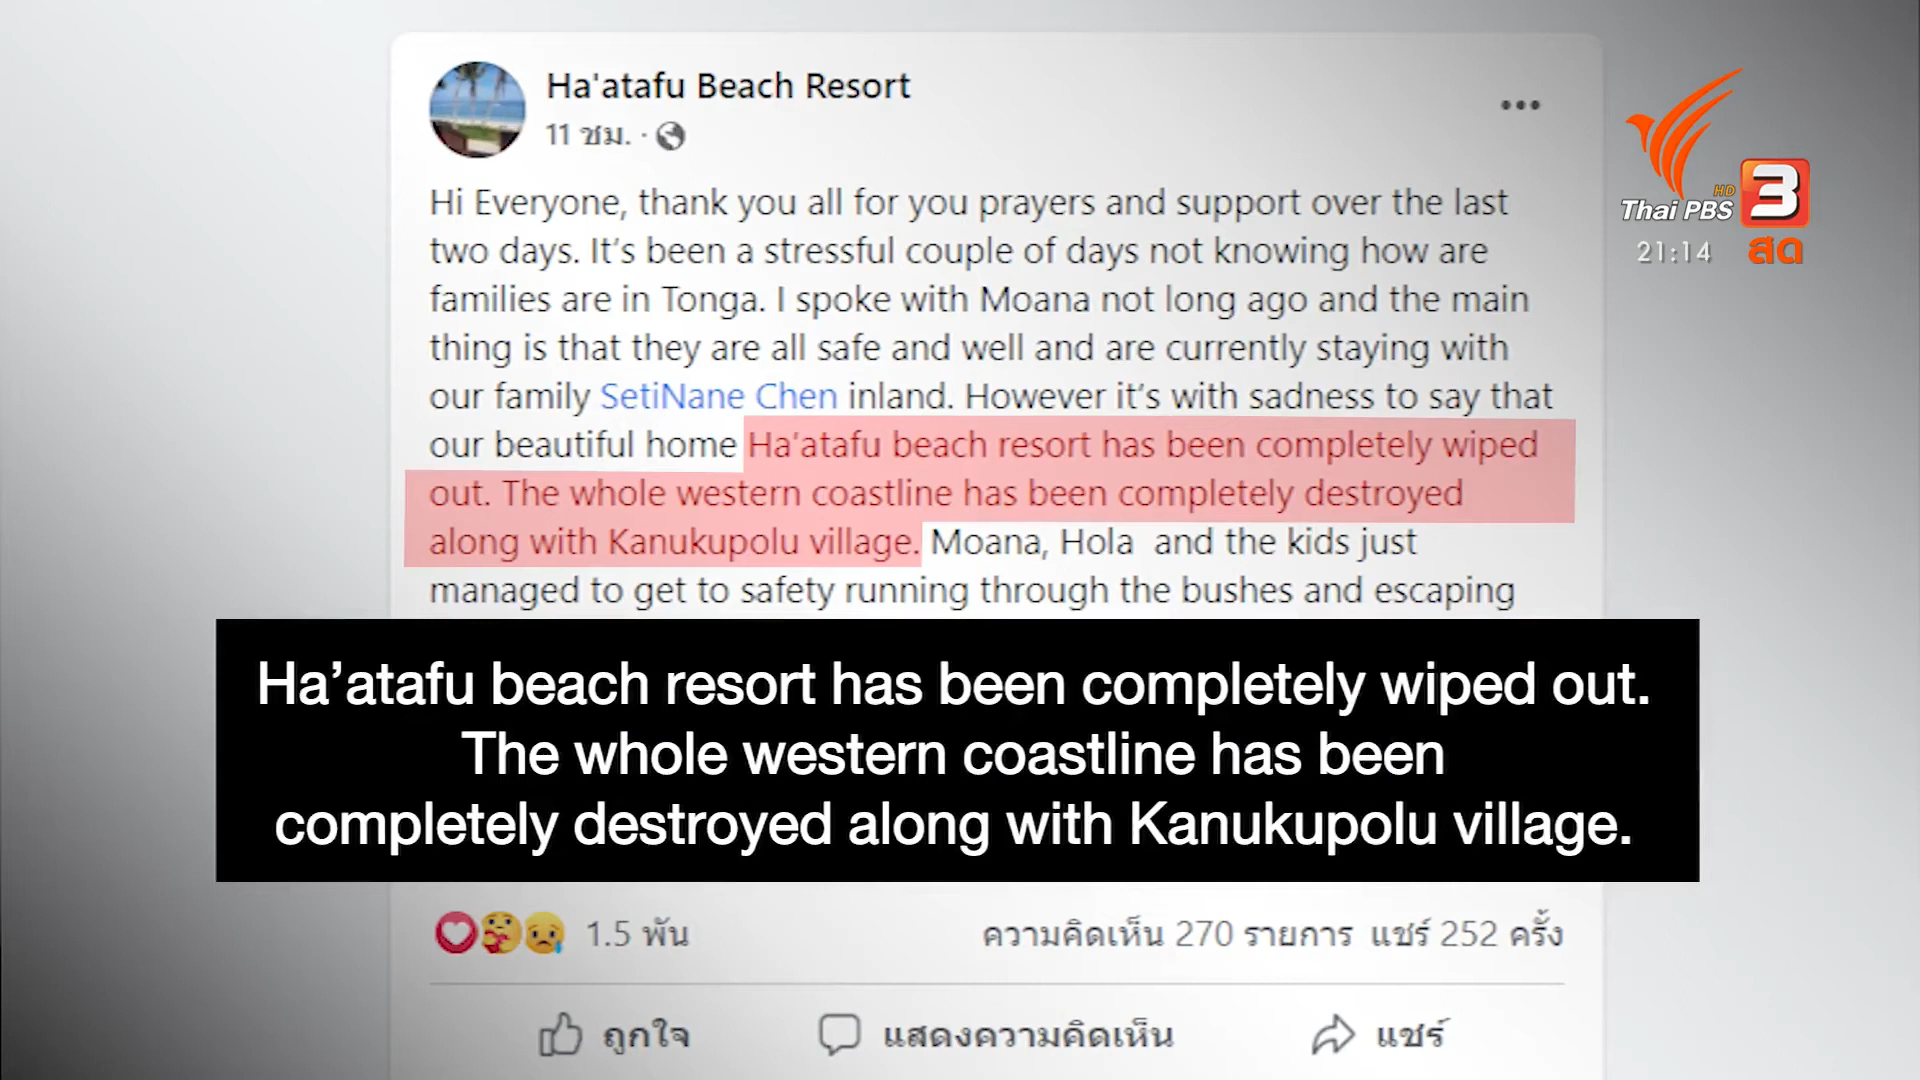 Ha'atafu Beach Resort
11 ชม. ·
Hi Everyone, thank you all for you prayers and support over the last
two days. It's been a stressful couple of days not knowing how are
families are in Tonga. I spoke with Moana not long ago and the main
thing is that they are all safe and well and are currently staying with
our family SetiNane Chen inland. However it's with sadness to say that
our beautiful home Ha'atafu beach resort has been completely wiped
out. The whole western coastline has been completely destroyed
along with Kanukupolu village. Moana, Hola and the kids just
managed to get to safety running through the bushes and escaping
Ha’atafu beach resort has been completely wiped out.
The whole western coastline has been
completely destroyed along with Kanukupolu village.
1.5 พัน
ความคิดเห็น 270 รายการ แชร์ 252 ครั้ง
ถูกใจ
แสดงความคิดเห็น
แชร์
Thai PBS HD 3
21:14 สด